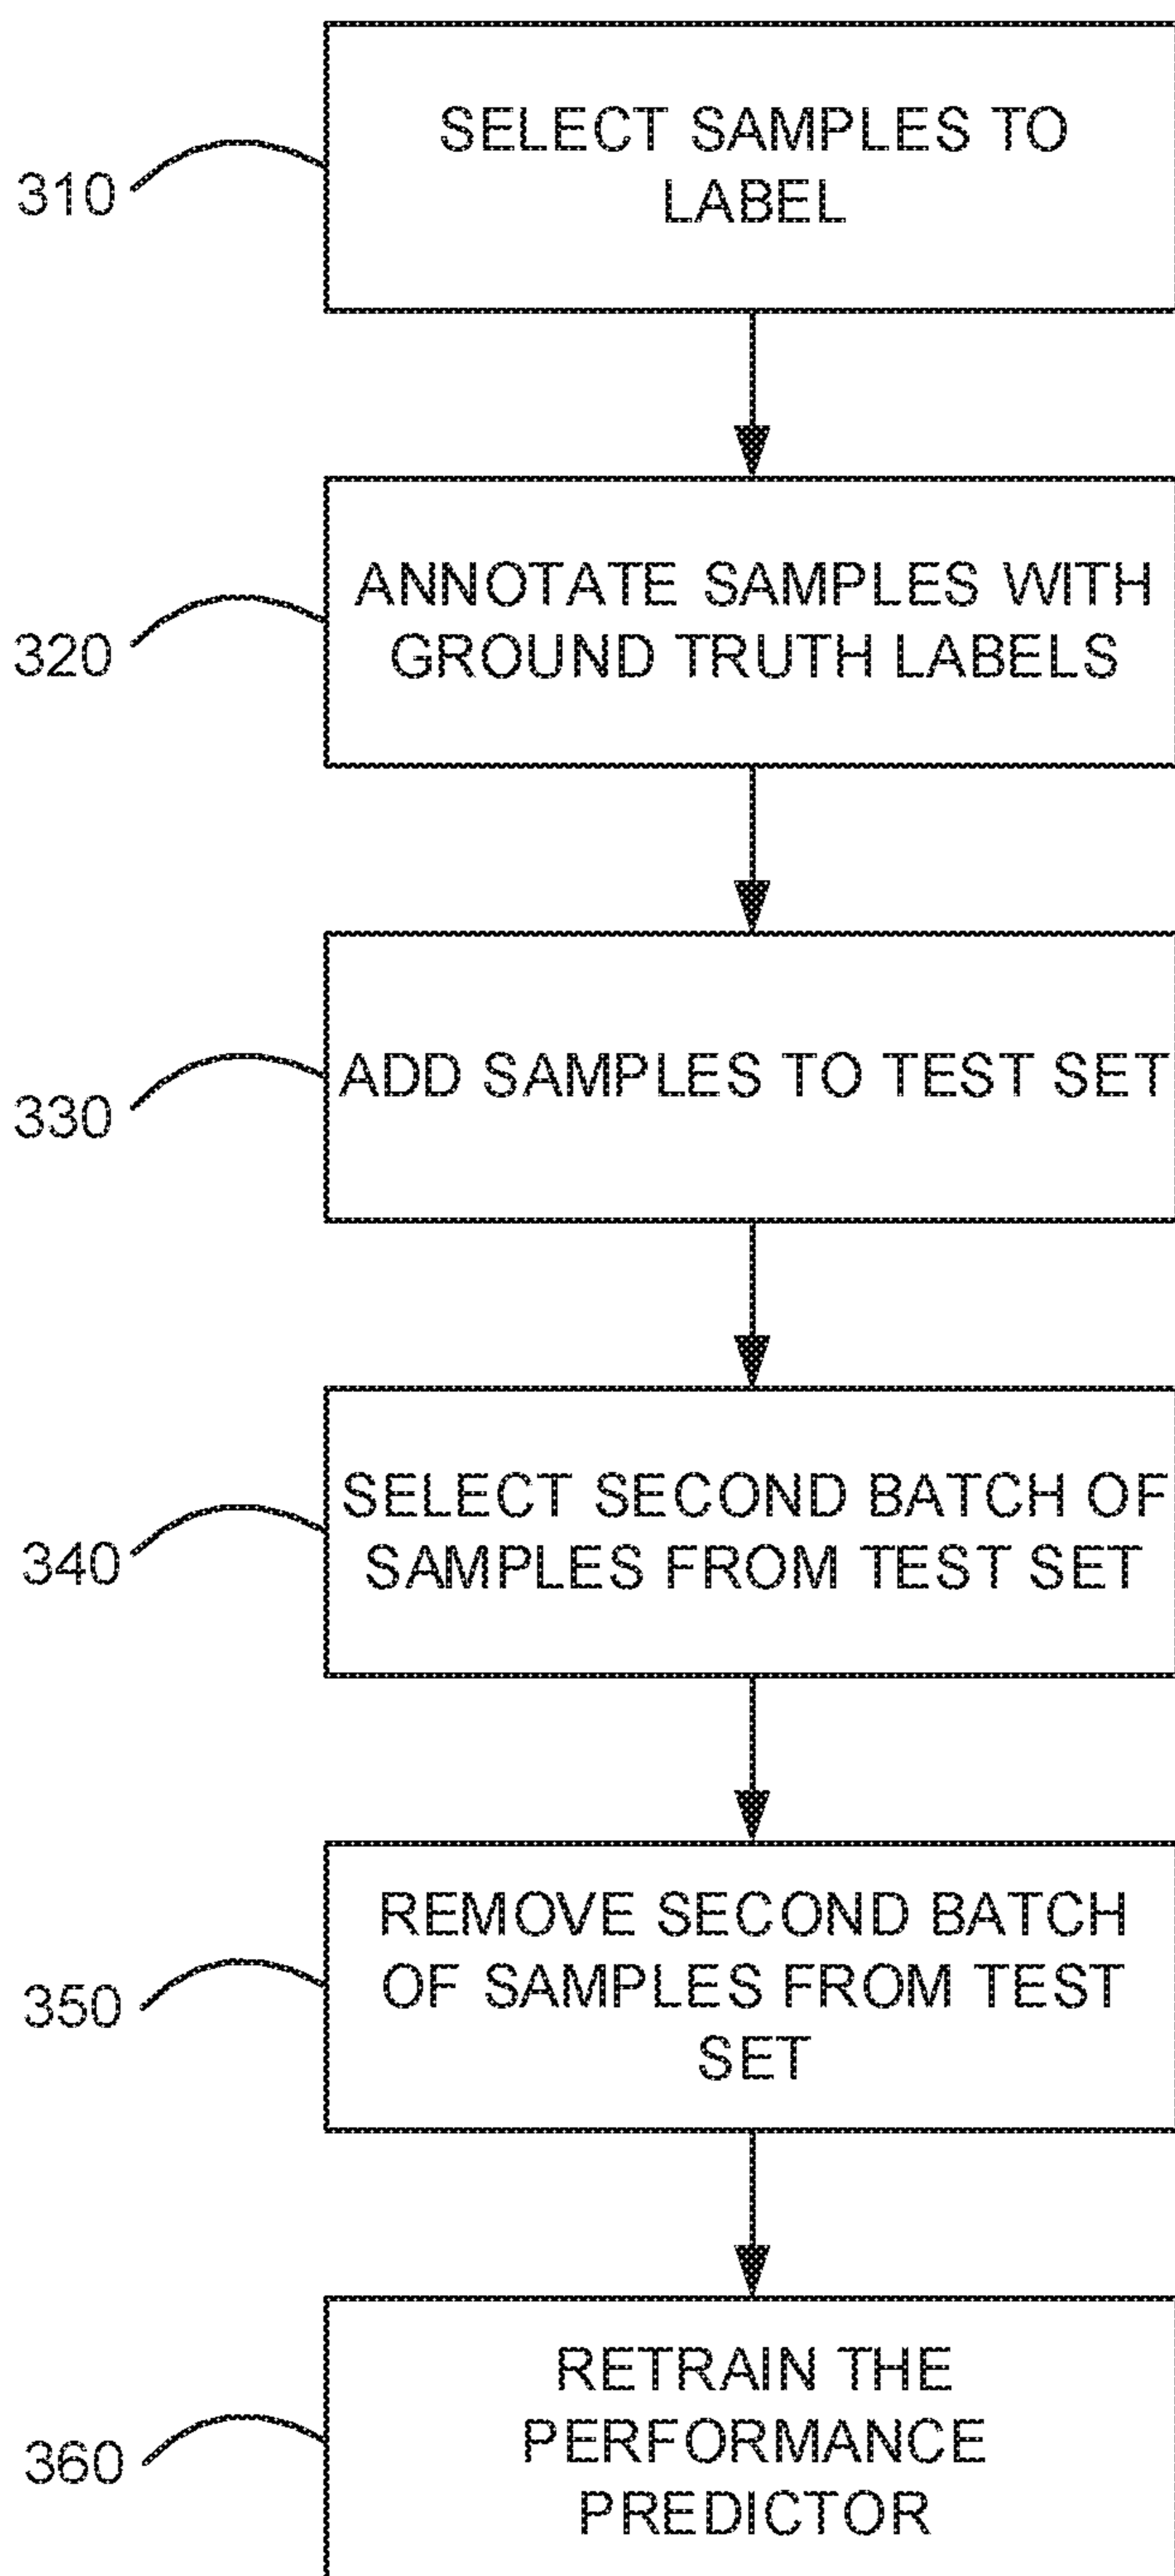 SELECT SAMPLES TO
LABEL
310
ANNOTATE SAMPLES WITH
GROUND TRUTH LABELS
320
ADD SAMPLES TO TEST SET
330
SELECT SECOND BATCH OF
SAMPLES FROM TEST SET
340
REMOVE SECOND BATCH
OF SAMPLES FROM TEST
SET
350
RETRAIN THE
PERFORMANCE
PREDICTOR
360